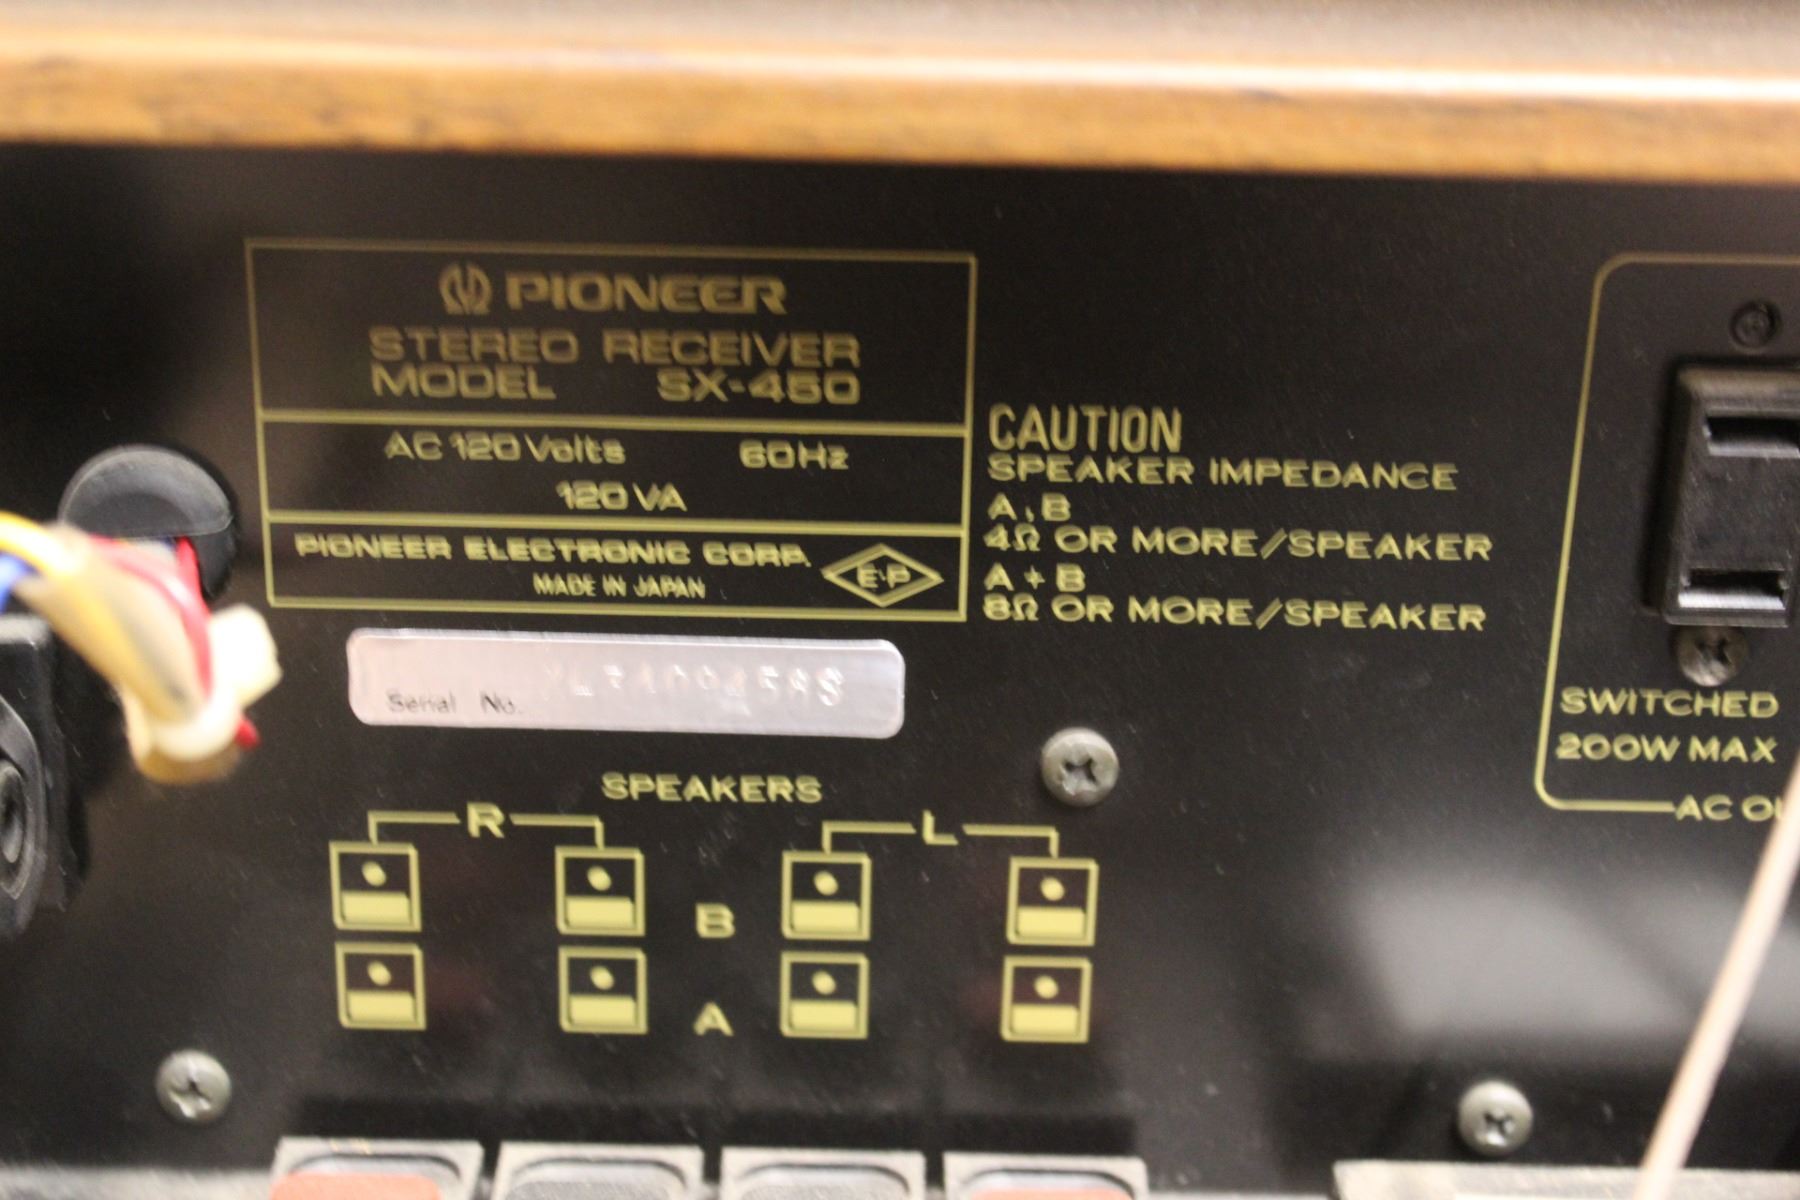 PIONEER
STEREO RECEIVER
MODEL SX-450
AC 120 Volts 60Hz
120 VA
PIONEER ELECTRONIC CORP.
MADE IN JAPAN
E-P
CAUTION
SPEAKER IMPEDANCE
A, B
4Ω OR MORE/SPEAKER
A + B
8Ω OR MORE/SPEAKER
Serial No.
SWITCHED
200W MAX
AC
SPEAKERS
R L
B
A